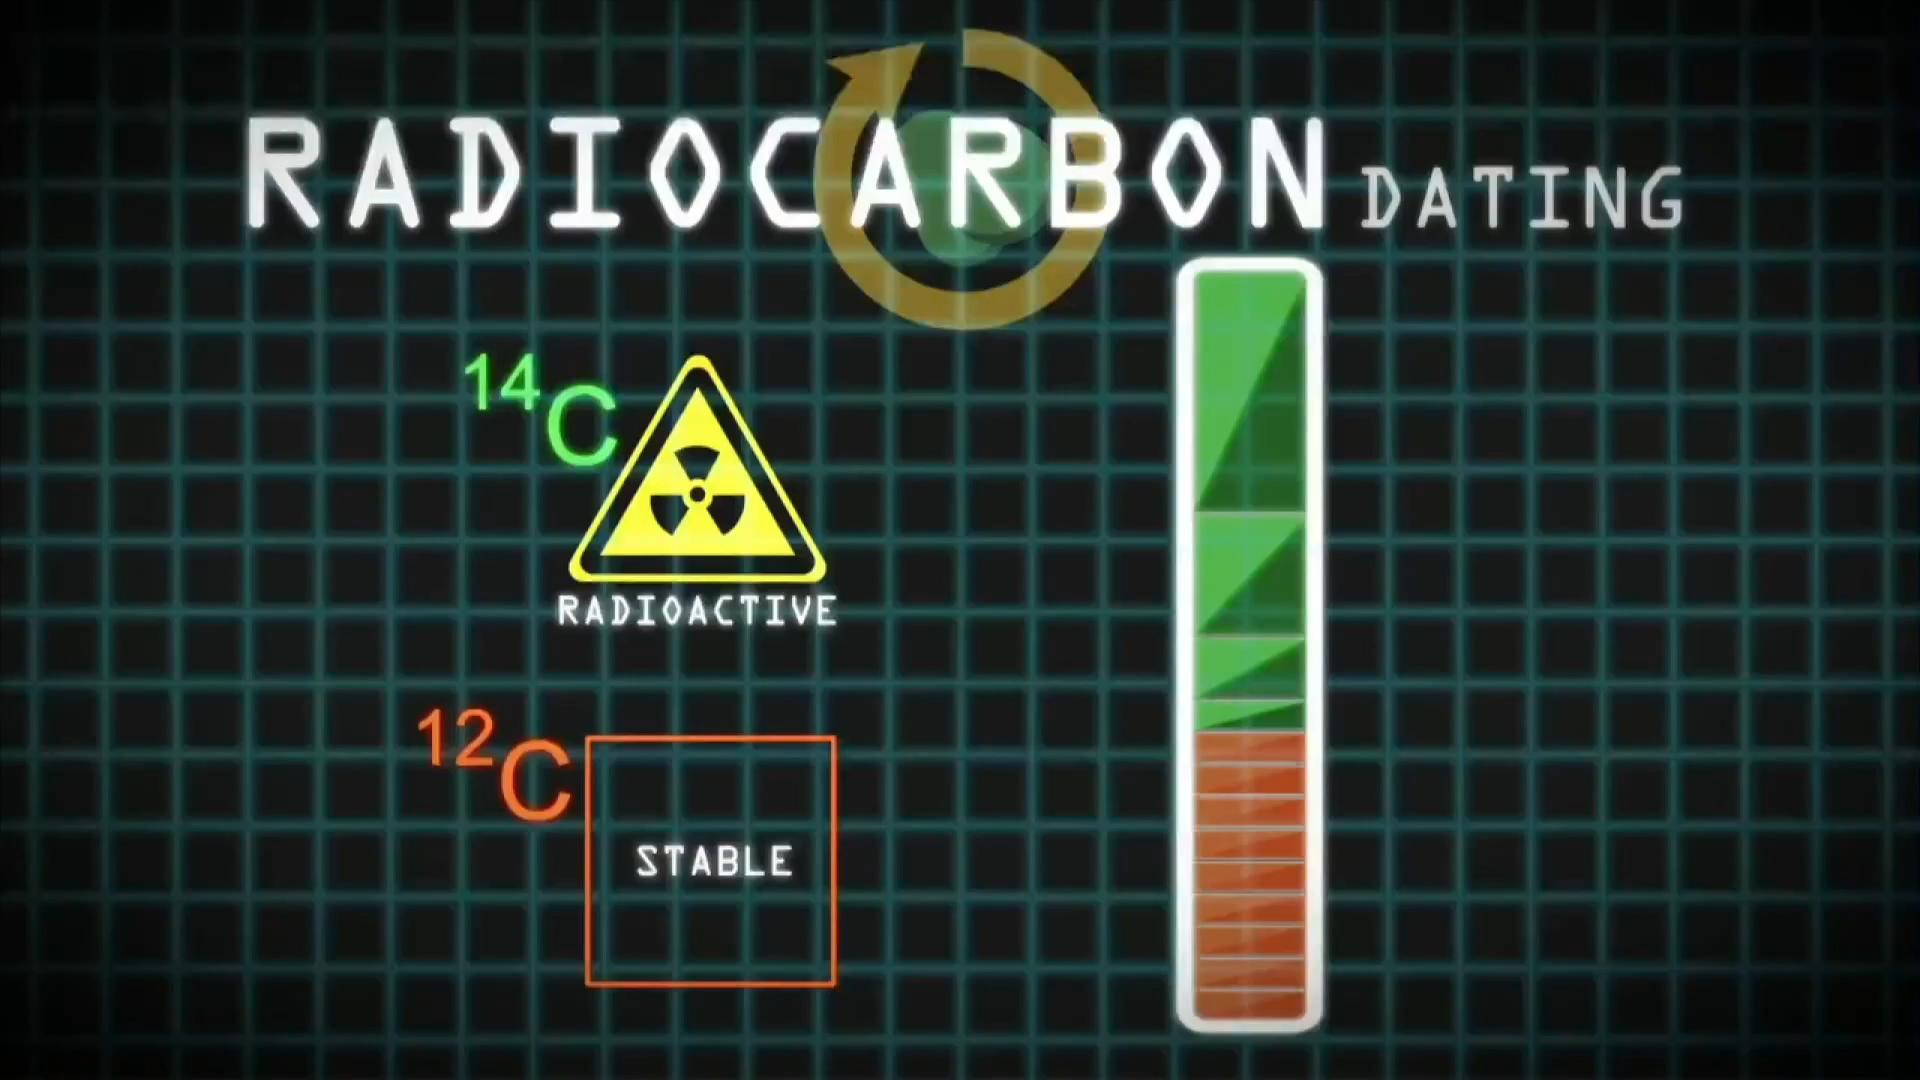 RADIOCARBON DATING
14C
RADIOACTIVE
12C
STABLE